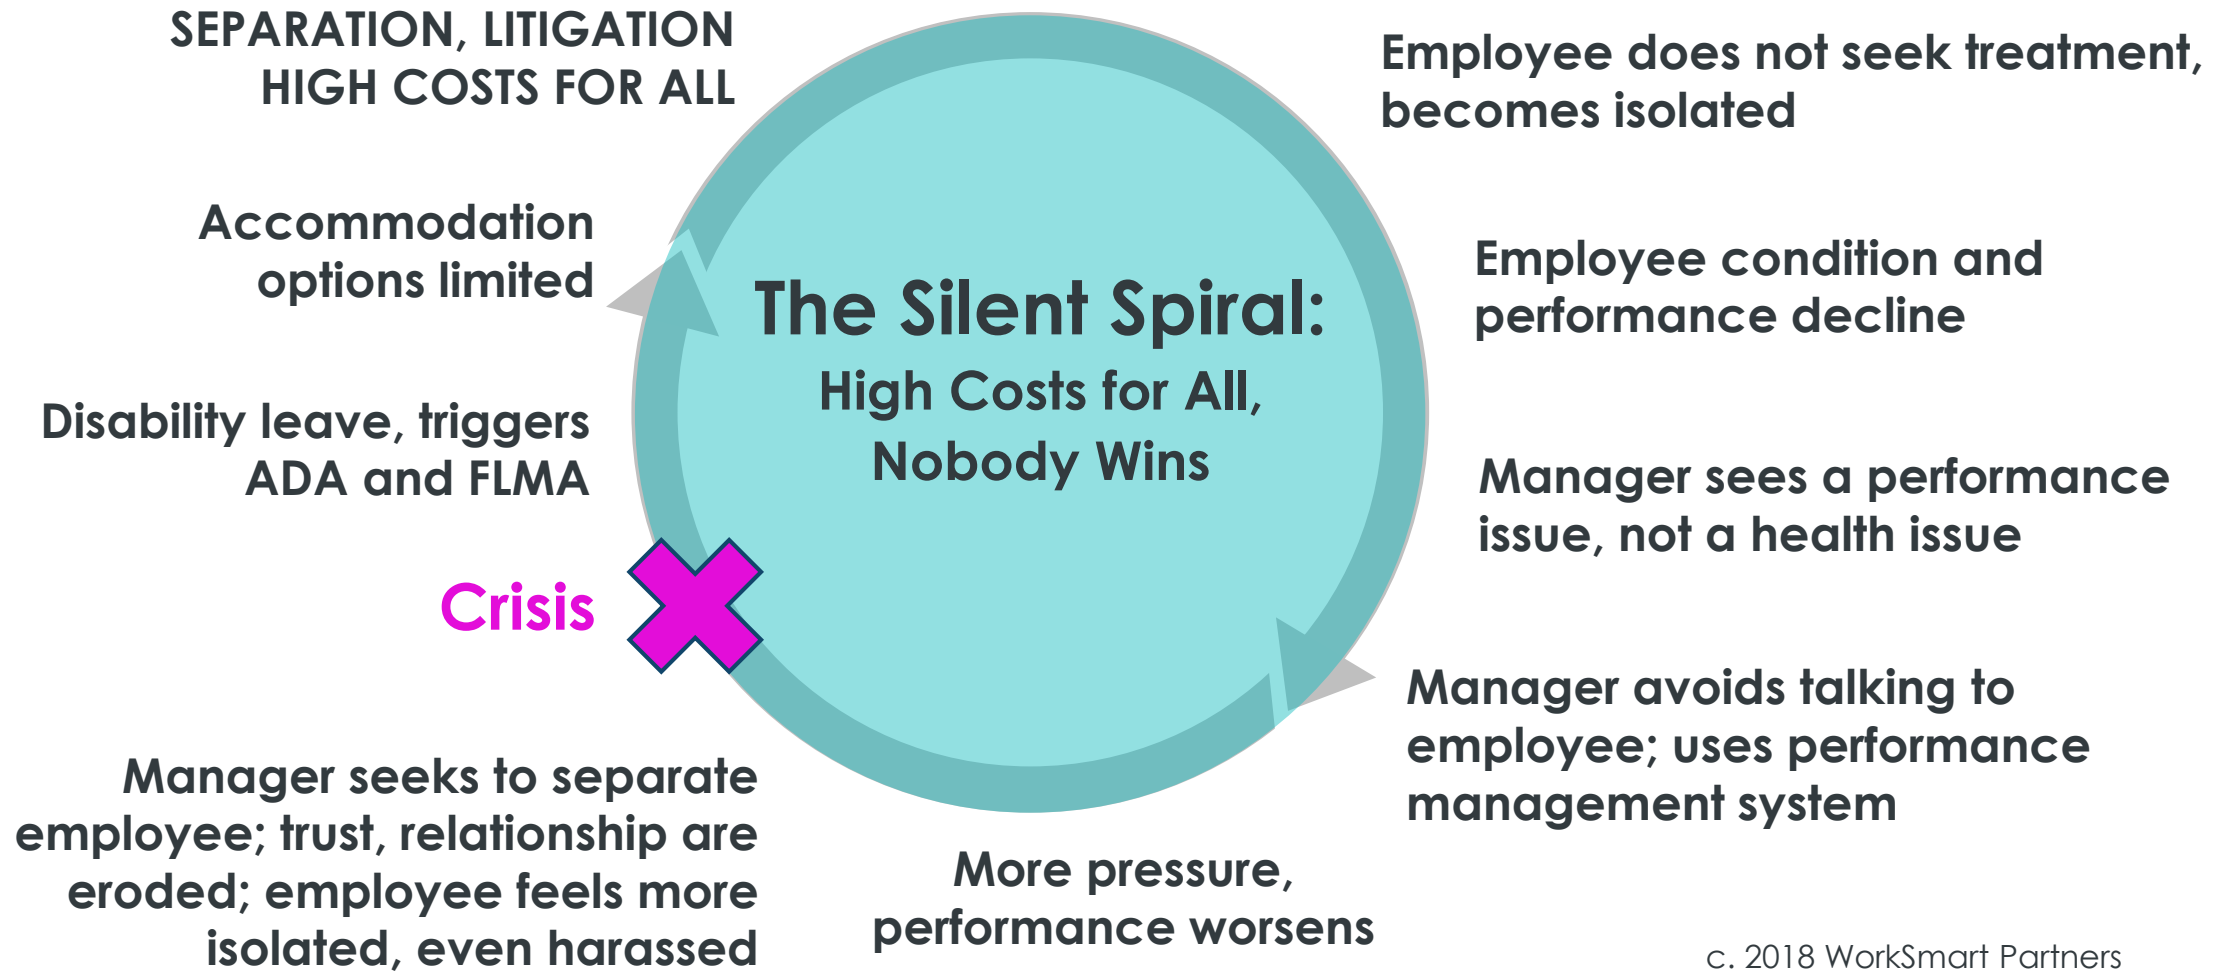 The Silent Spiral:
High Costs for All,
Nobody Wins
Employee does not seek treatment,
becomes isolated
Employee condition and
performance decline
Manager sees a performance
issue, not a health issue
Manager avoids talking to
employee; uses performance
management system
More pressure,
performance worsens
Manager seeks to separate
employee; trust, relationship are
eroded; employee feels more
isolated, even harassed
Crisis
Disability leave, triggers
ADA and FLMA
Accommodation
options limited
SEPARATION, LITIGATION
HIGH COSTS FOR ALL
c. 2018 WorkSmart Partners